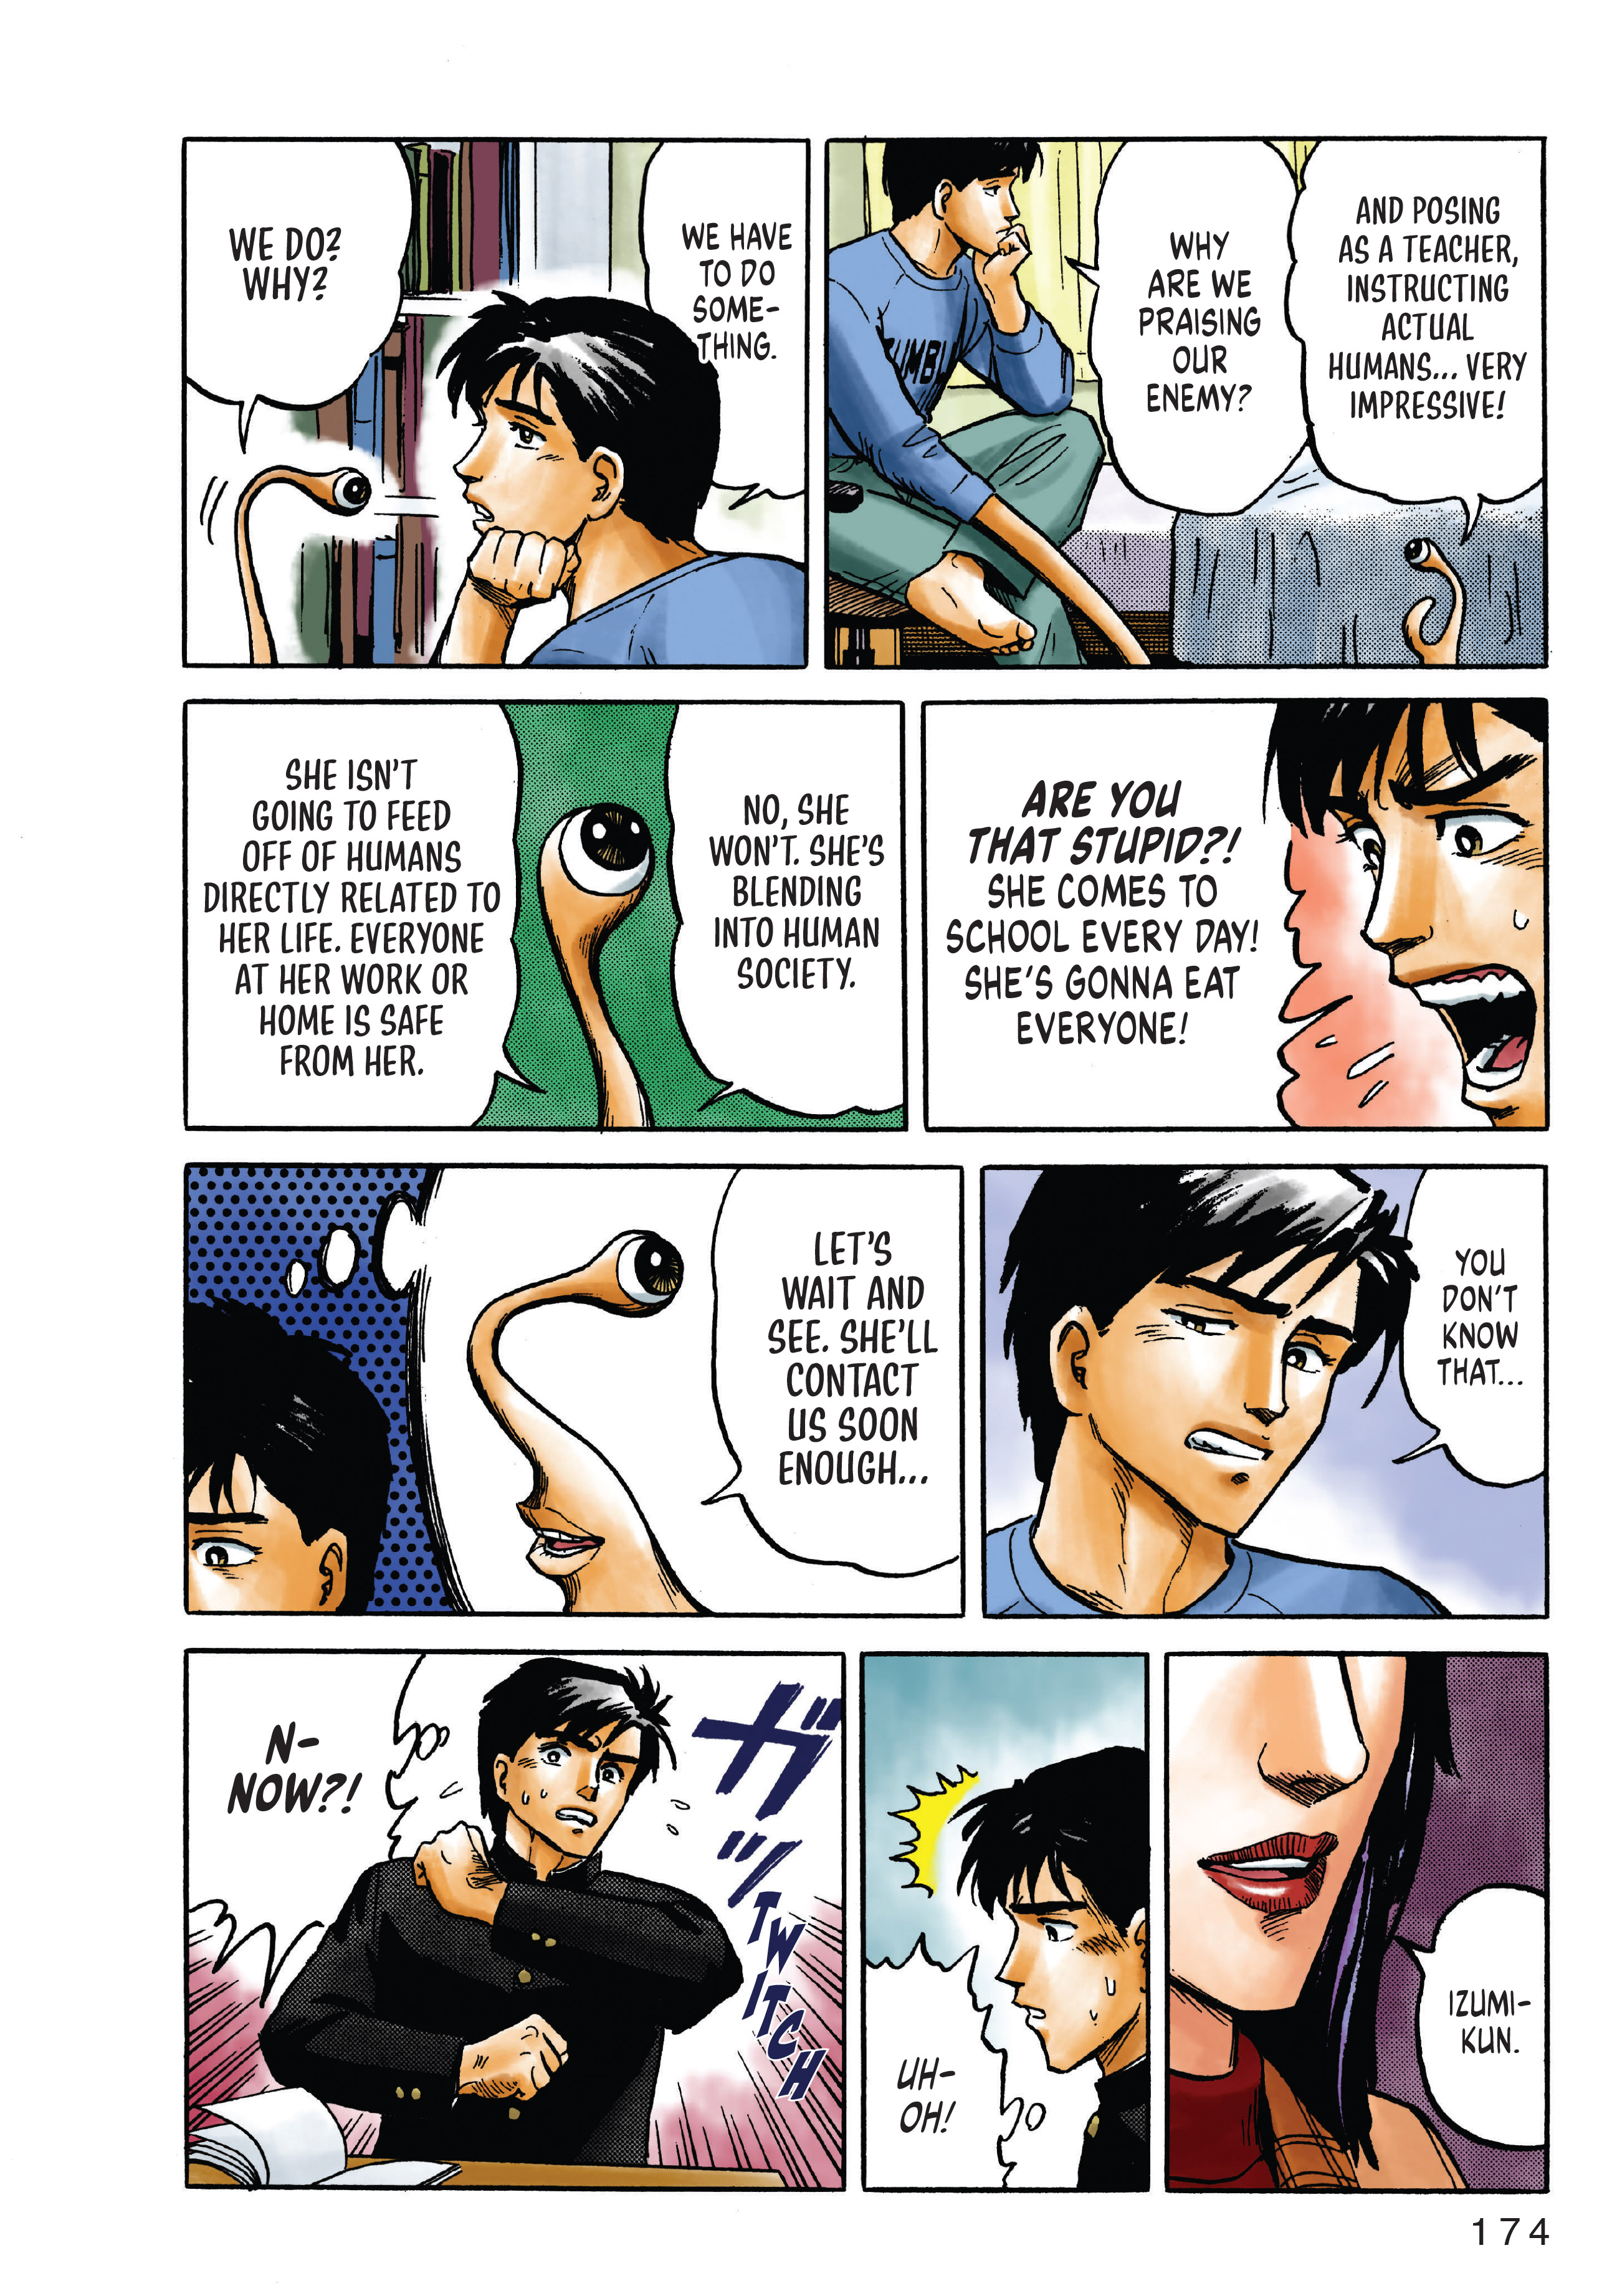 AND POSING
AS A TEACHER,
INSTRUCTING
ACTUAL
HUMANS... VERY
IMPRESSIVE!
WHY
ARE WE
PRAISING
OUR
ENEMY?
WE HAVE
TO DO
SOME-
THING.
WE DO?
WHY?
ARE YOU
THAT STUPID?!
SHE COMES TO
SCHOOL EVERY DAY!
SHE'S GONNA EAT
EVERYONE!
NO, SHE
WON'T. SHE'S
BLENDING
INTO HUMAN
SOCIETY.
SHE ISN'T
GOING TO FEED
OFF OF HUMANS
DIRECTLY RELATED TO
HER LIFE. EVERYONE
AT HER WORK OR
HOME IS SAFE
FROM HER.
YOU
DON'T
KNOW
THAT...
LET'S
WAIT AND
SEE. SHE'LL
CONTACT
US SOON
ENOUGH...
IZUMI-
KUN.
UH-
OH!
ガッ
TWITCH
N-
NOW?!
174